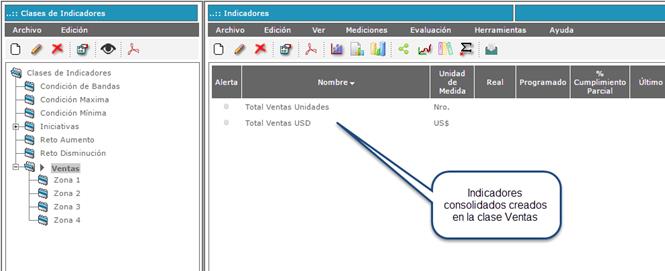 ..:: Clases de Indicadores
Archivo Edición
Clases de Indicadores
Condición de Bandas
Condición Maxima
Condición Mínima
Iniciativas
Reto Aumento
Reto Disminución
Ventas
Zona 1
Zona 2
Zona 3
Zona 4
..:: Indicadores
Archivo Edición Ver Mediciones Evaluación Herramientas Ayuda
Alerta Nombre Unidad de Medida Real Programado % Cumplimiento Parcial Último
Total Ventas Unidades Nro.
Total Ventas USD US$
Indicadores
consolidados creados
en la clase Ventas